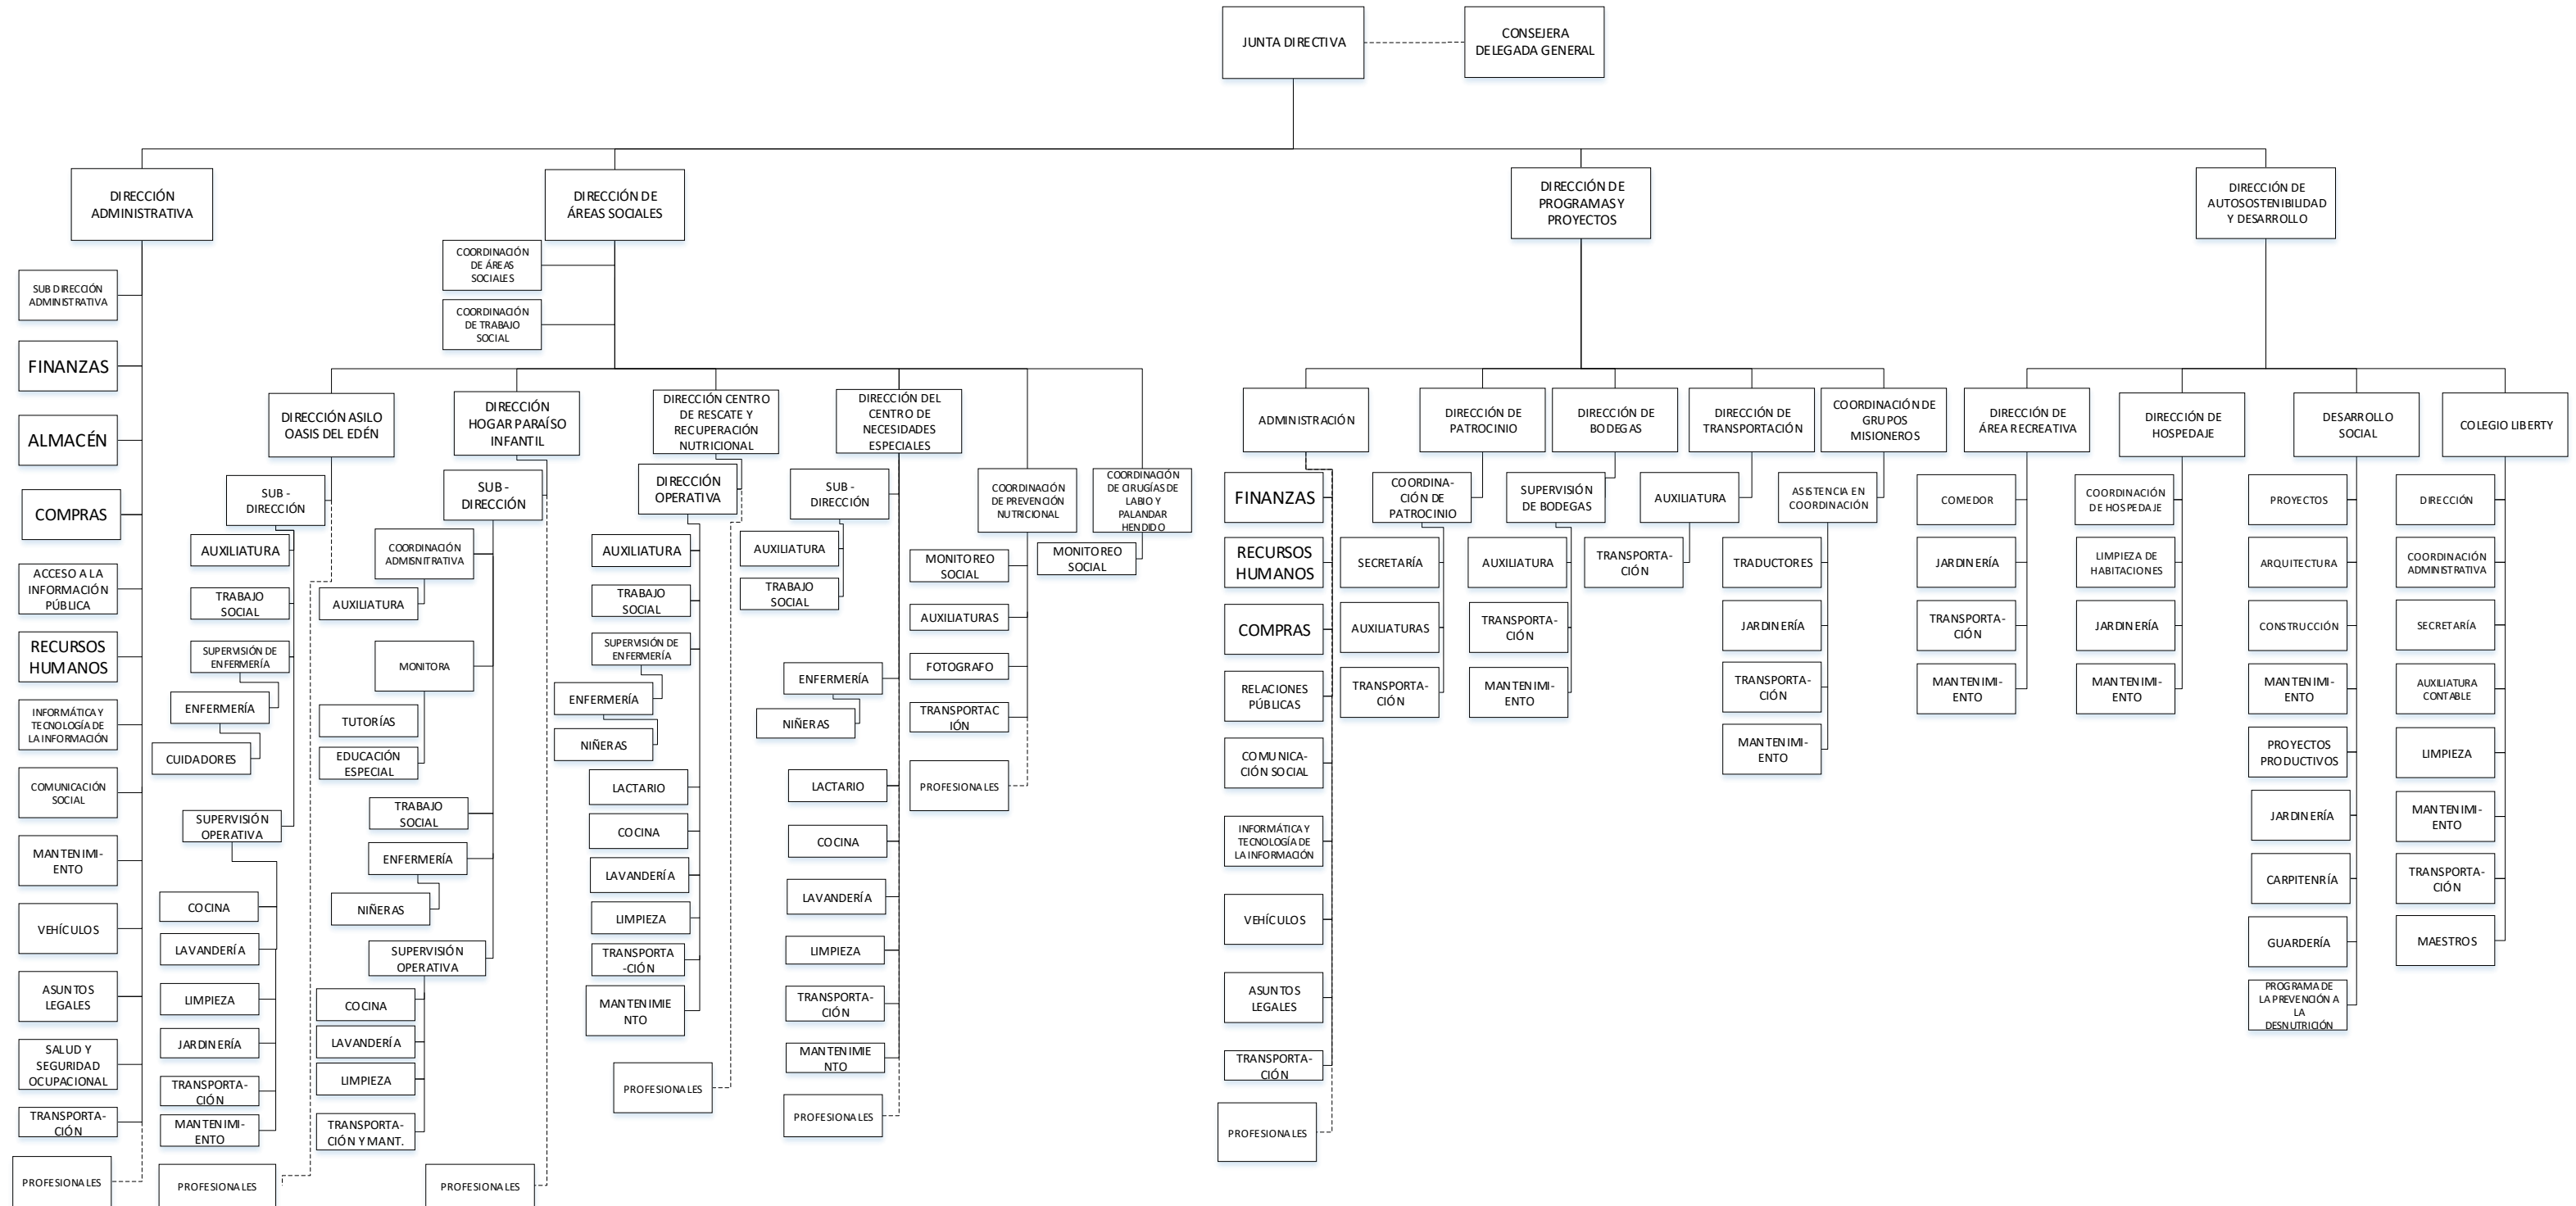 JUNTA DIRECTIVA
CONSEJERA
DELEGADA GENERAL
DIRECCIÓN
ADMINISTRATIVA
DIRECCIÓN DE
ÁREAS SOCIALES
DIRECCIÓN DE
PROGRAMAS Y
PROYECTOS
DIRECCIÓN DE
AUTOSOSTENIBILIDAD
Y DESARROLLO
SUB DIRECCIÓN
ADMINISTRATIVA
FINANZAS
ALMACÉN
COMPRAS
ACCESO A LA
INFORMACIÓN
PÚBLICA
RECURSOS
HUMANOS
INFORMÁTICA Y
TECNOLOGÍA DE
LA INFORMACIÓN
COMUNICACIÓN
SOCIAL
MANTENIMI-
ENTO
VEHÍCULOS
ASUNTOS
LEGALES
SALUD Y
SEGURIDAD
OCUPACIONAL
TRANSPORTA-
CIÓN
PROFESIONALES
COORDINACIÓN
DE ÁREAS
SOCIALES
COORDINACIÓN
DE TRABAJO
SOCIAL
DIRECCIÓN ASILO
OASIS DEL EDÉN
SUB -
DIRECCIÓN
AUXILIATURA
TRABAJO
SOCIAL
SUPERVISIÓN DE
ENFERMERÍA
ENFERMERÍA
CUIDADORES
SUPERVISIÓN
OPERATIVA
COCINA
LAVANDERÍA
LIMPIEZA
JARDINERÍA
TRANSPORTA-
CIÓN
MANTENIMI-
ENTO
PROFESIONALES
DIRECCIÓN
HOGAR PARAÍSO
INFANTIL
SUB -
DIRECCIÓN
COORDINACIÓN
ADMISNITRATIVA
AUXILIATURA
MONITORA
TUTORÍAS
EDUCACIÓN
ESPECIAL
TRABAJO
SOCIAL
ENFERMERÍA
NIÑERAS
SUPERVISIÓN
OPERATIVA
COCINA
LAVANDERÍA
LIMPIEZA
TRANSPORTA-
CIÓN Y MANT.
PROFESIONALES
DIRECCIÓN CENTRO
DE RESCATE Y
RECUPERACIÓN
NUTRICIONAL
DIRECCIÓN
OPERATIVA
AUXILIATURA
TRABAJO
SOCIAL
SUPERVISIÓN DE
ENFERMERÍA
ENFERMERÍA
NIÑERAS
LACTARIO
COCINA
LAVANDERÍA
LIMPIEZA
TRANSPORTA
-CIÓN
MANTENIMIE
NTO
PROFESIONALES
DIRECCIÓN DEL
CENTRO DE
NECESIDADES
ESPECIALES
SUB -
DIRECCIÓN
AUXILIATURA
TRABAJO
SOCIAL
ENFERMERÍA
NIÑERAS
LACTARIO
COCINA
LAVANDERÍA
LIMPIEZA
TRANSPORTA-
CIÓN
MANTENIMIE
NTO
PROFESIONALES
COORDINACIÓN
DE PREVENCIÓN
NUTRICIONAL
MONITOREO
SOCIAL
AUXILIATURAS
FOTOGRAFO
TRANSPORTAC
IÓN
PROFESIONALES
COORDINACIÓN
DE CIRUGÍAS DE
LABIO Y
PALANDAR
HENDIDO
MONITOREO
SOCIAL
ADMINISTRACIÓN
FINANZAS
RECURSOS
HUMANOS
COMPRAS
RELACIONES
PÚBLICAS
COMUNICA-
CIÓN SOCIAL
INFORMÁTICA Y
TECNOLOGÍA DE
LA INFORMACIÓN
VEHÍCULOS
ASUNTOS
LEGALES
TRANSPORTA-
CIÓN
PROFESIONALES
DIRECCIÓN DE
PATROCINIO
COORDINA-
CIÓN DE
PATROCINIO
SECRETARÍA
AUXILIATURAS
TRANSPORTA-
CIÓN
DIRECCIÓN DE
BODEGAS
SUPERVISIÓN
DE BODEGAS
AUXILIATURA
TRANSPORTA-
CIÓN
MANTENIMI-
ENTO
DIRECCIÓN DE
TRANSPORTACIÓN
AUXILIATURA
TRANSPORTA-
CIÓN
COORDINACIÓN DE
GRUPOS
MISIONEROS
ASISTENCIA EN
COORDINACIÓN
TRADUCTORES
JARDINERÍA
TRANSPORTA-
CIÓN
MANTENIMI-
ENTO
DIRECCIÓN DE
ÁREA RECREATIVA
COMEDOR
JARDINERÍA
TRANSPORTA-
CIÓN
MANTENIMI-
ENTO
DIRECCIÓN DE
HOSPEDAJE
COORDINACIÓN
DE HOSPEDAJE
LIMPIEZA DE
HABITACIONES
JARDINERÍA
MANTENIMI-
ENTO
DESARROLLO
SOCIAL
PROYECTOS
ARQUITECTURA
CONSTRUCCIÓN
MANTENIMI-
ENTO
PROYECTOS
PRODUCTIVOS
JARDINERÍA
CARPITENRÍA
GUARDERÍA
PROGRAMA DE
LA PREVENCIÓN A
LA
DESNUTRICIÓN
COLEGIO LIBERTY
DIRECCIÓN
COORDINACIÓN
ADMINISTRATIVA
SECRETARÍA
AUXILIATURA
CONTABLE
LIMPIEZA
MANTENIMI-
ENTO
TRANSPORTA-
CIÓN
MAESTROS